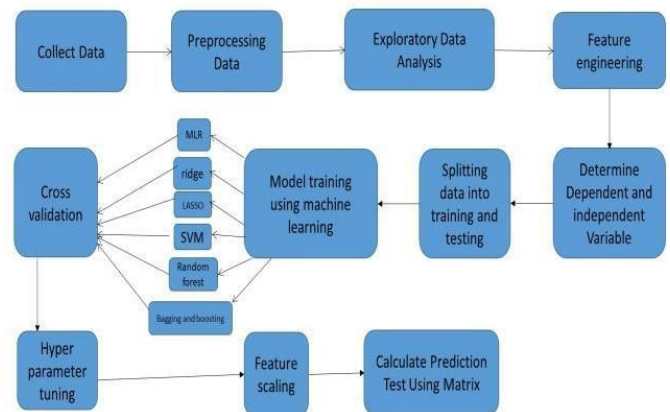 Collect Data
Preprocessing
Data
Exploratory Data
Analysis
Feature
engineering
Determine
Dependent and
independent
Variable
Splitting
data into
training and
testing
Model training
using machine
learning
MLR
ridge
LASSO
SVM
Random
forest
Bagging and boosting
Cross
validation
Hyper
parameter
tuning
Feature
scaling
Calculate Prediction
Test Using Matrix